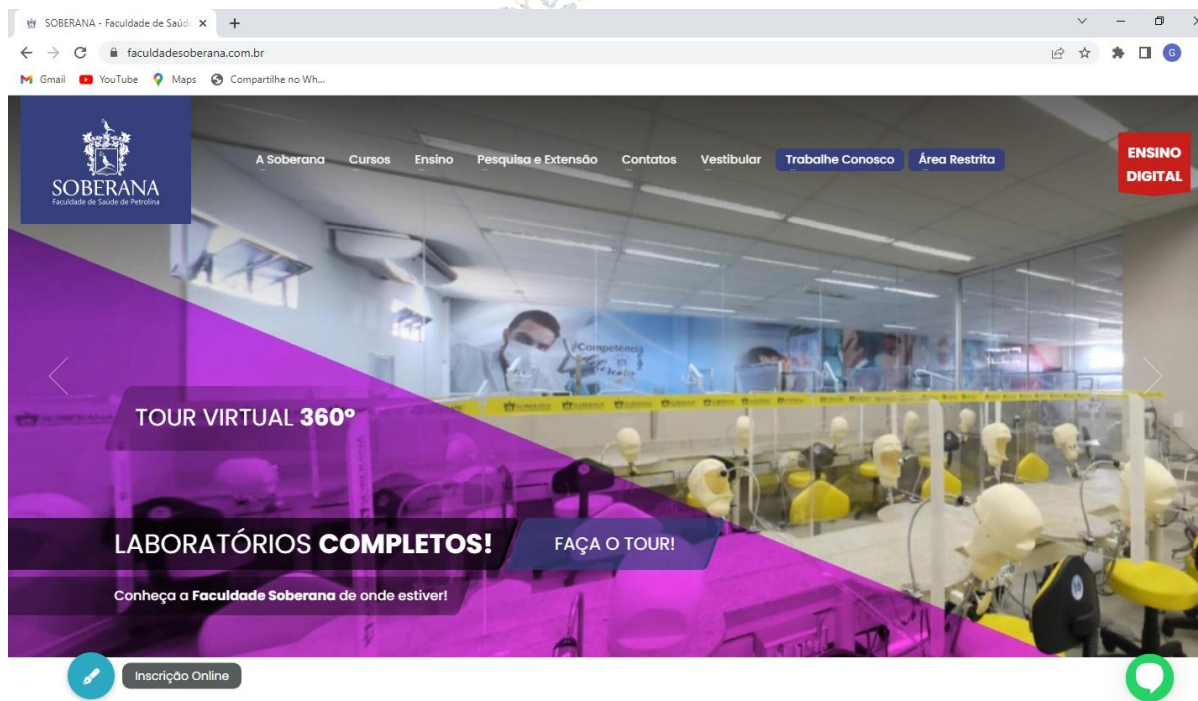 SOBERANA - Faculdade de Saúd
faculdadesoberana.com.br
G
Gmail YouTube Maps Compartilhe no Wh...
SOBERANA
Faculdade de Saúde de Petrolina
A Soberana Cursos Ensino Pesquisa e Extensão Contatos Vestibular Trabalhe Conosco Área Restrita
ENSINO
DIGITAL
Competência
TOUR VIRTUAL 360º
LABORATÓRIOS COMPLETOS! FAÇA O TOUR!
Conheça a Faculdade Soberana de onde estiver!
Inscrição Online